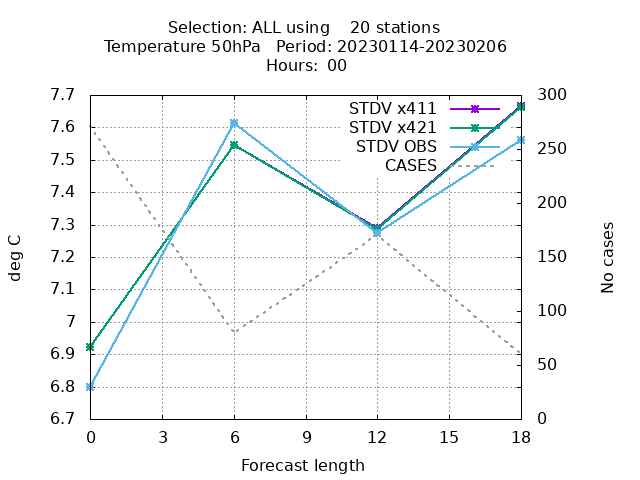 Selection: ALL using    20 stations
Temperature 50hPa   Period: 20230114-20230206
Hours: 00
7.7
7.6
7.5
7.4
7.3
7.2
7.1
7
6.9
6.8
6.7
deg C
STDV x411
STDV x421
STDV OBS
CASES
300
250
200
150
100
50
0
No cases
0 3 6 9 12 15 18
Forecast length